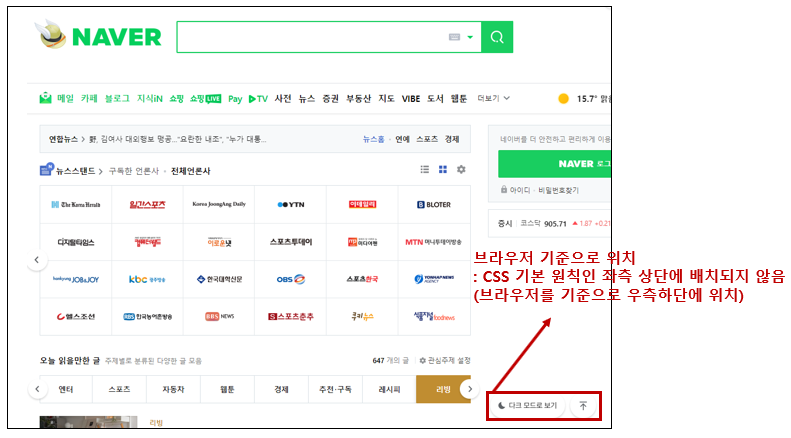 NAVER
메일 카페 블로그 지식iN 쇼핑 쇼핑LIVE Pay TV 사전 뉴스 증권 부동산 지도 VIBE 도서 웹툰 더보기 15.7° 맑음
연합뉴스 > 野, 김여사 대외행보 맹공…"요란한 내조", "누가 대통... 뉴스홈 · 연예 스포츠 경제
네이버를 더 안전하고 편리하게 이용
NAVER 로그
아이디 · 비밀번호찾기
뉴스스탠드 > 구독한 언론사 · 전체언론사
The Korea Herald 일간스포츠 Korea JoongAng Daily YTN 이데일리 BLOTER
증시 코스닥 905.71 ▲ 1.87 +0.21
디지털타임스 컬처타임즈 이로운넷 스포츠투데이 미디어펜 MTN 머니투데이방송
hankyung JOB&JOY kbc 광주방송 한국대학신문 OBS 스포츠한국 YONHAP NEWS AGENCY
헬스조선 RBS 한국농어촌방송 BBS NEWS 스포츠춘추 쿠키뉴스 식품저널 foodnews
브라우저 기준으로 위치
: CSS 기본 원칙인 좌측 상단에 배치되지 않음
(브라우저를 기준으로 우측하단에 위치)
오늘 읽을만한 글 주제별로 분류된 다양한 글 모음 647 개의 글 관심주제 설정
엔터 스포츠 자동차 웹툰 경제 추천·구독 레시피 리빙
다크 모드로 보기
리빙